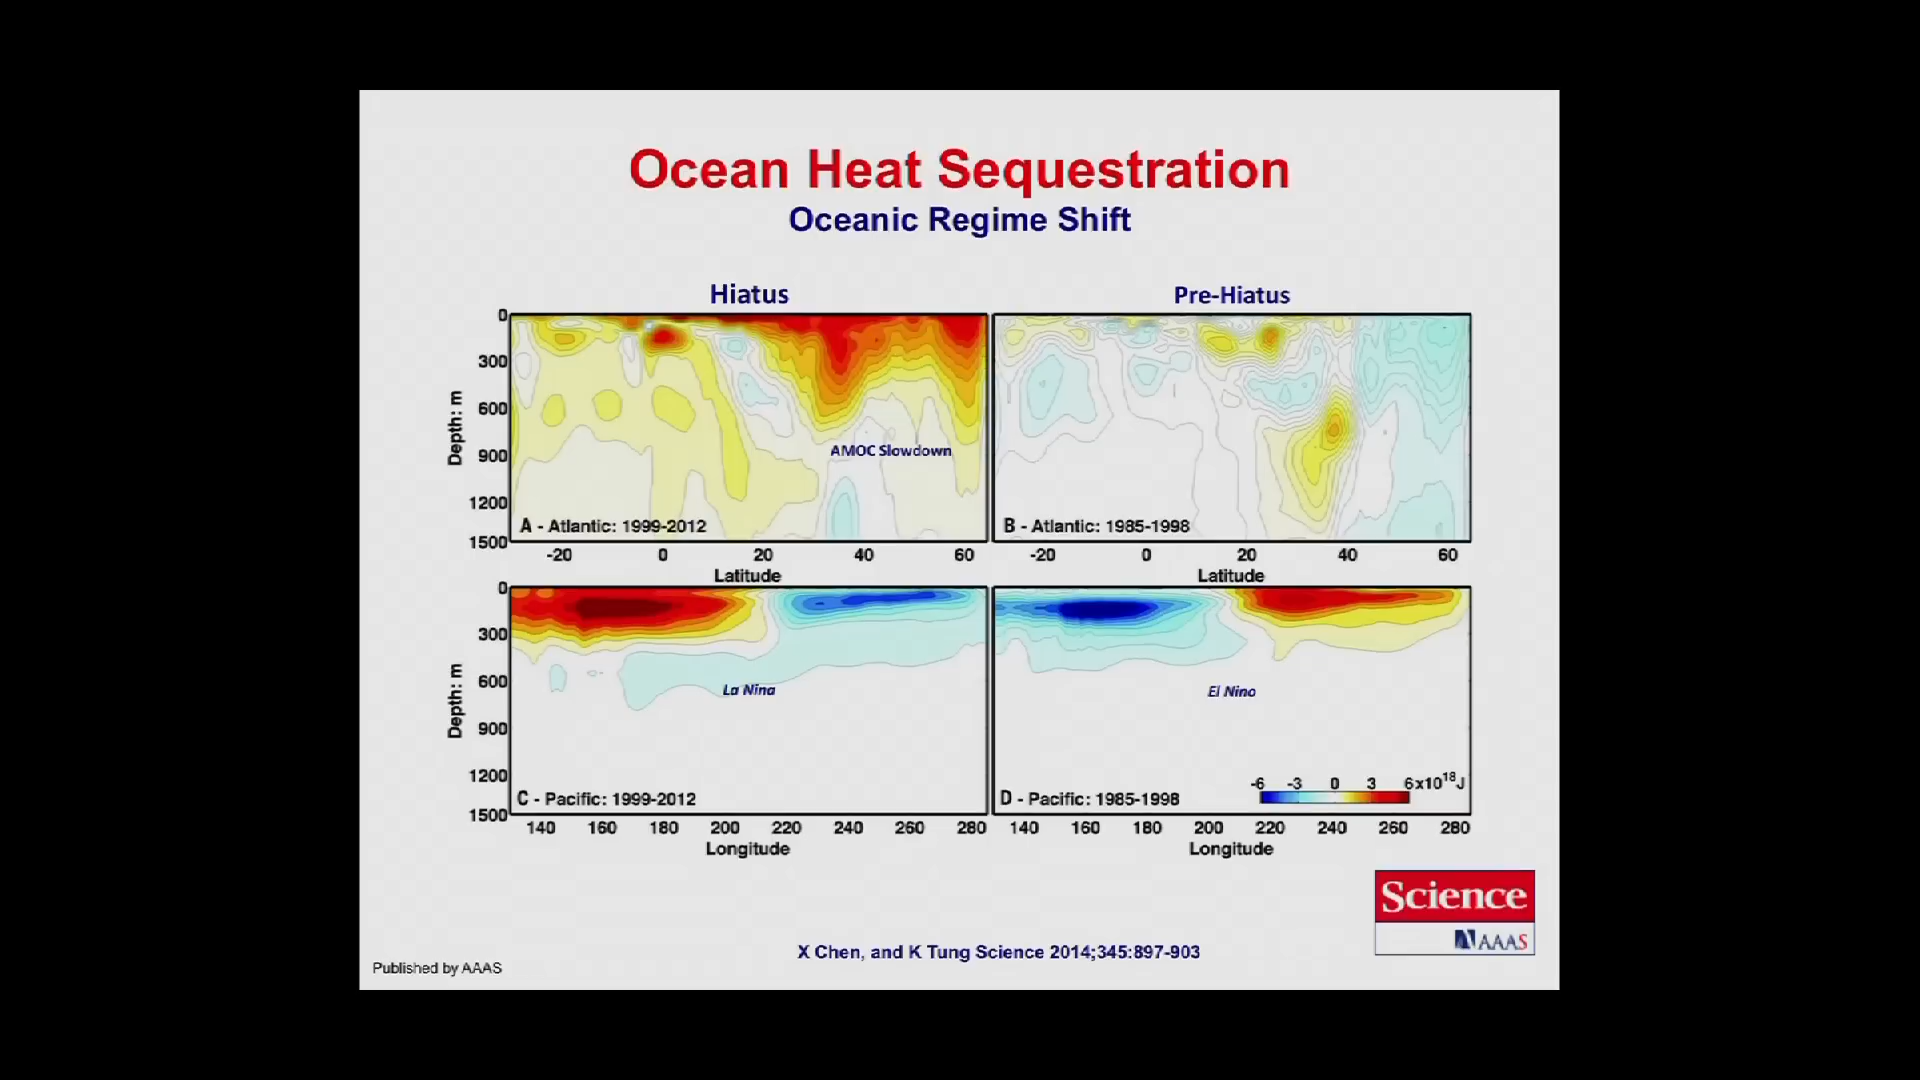 Ocean Heat Sequestration
Oceanic Regime Shift
Hiatus
Pre-Hiatus
0
300
600
900
1200
1500
Depth: m
AMOC Slowdown
A - Atlantic: 1999-2012
B - Atlantic: 1985-1998
-20 0 20 40 60
-20 0 20 40 60
Latitude
Latitude
0
300
600
900
1200
1500
Depth: m
La Nina
El Nino
-6 -3 0 3 6x10¹⁸J
C - Pacific: 1999-2012
D - Pacific: 1985-1998
140 160 180 200 220 240 260 280
140 160 180 200 220 240 260 280
Longitude
Longitude
Science
AAAS
X Chen, and K Tung Science 2014;345:897-903
Published by AAAS